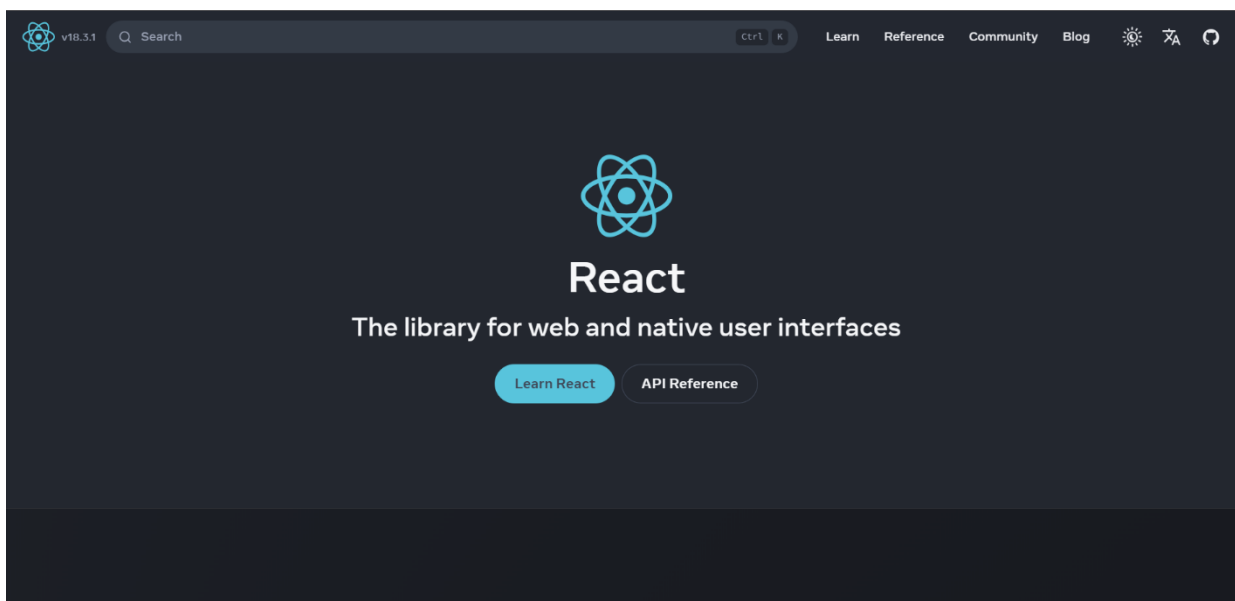 v18.3.1 Search Ctrl K Learn Reference Community Blog
React
The library for web and native user interfaces
Learn React API Reference